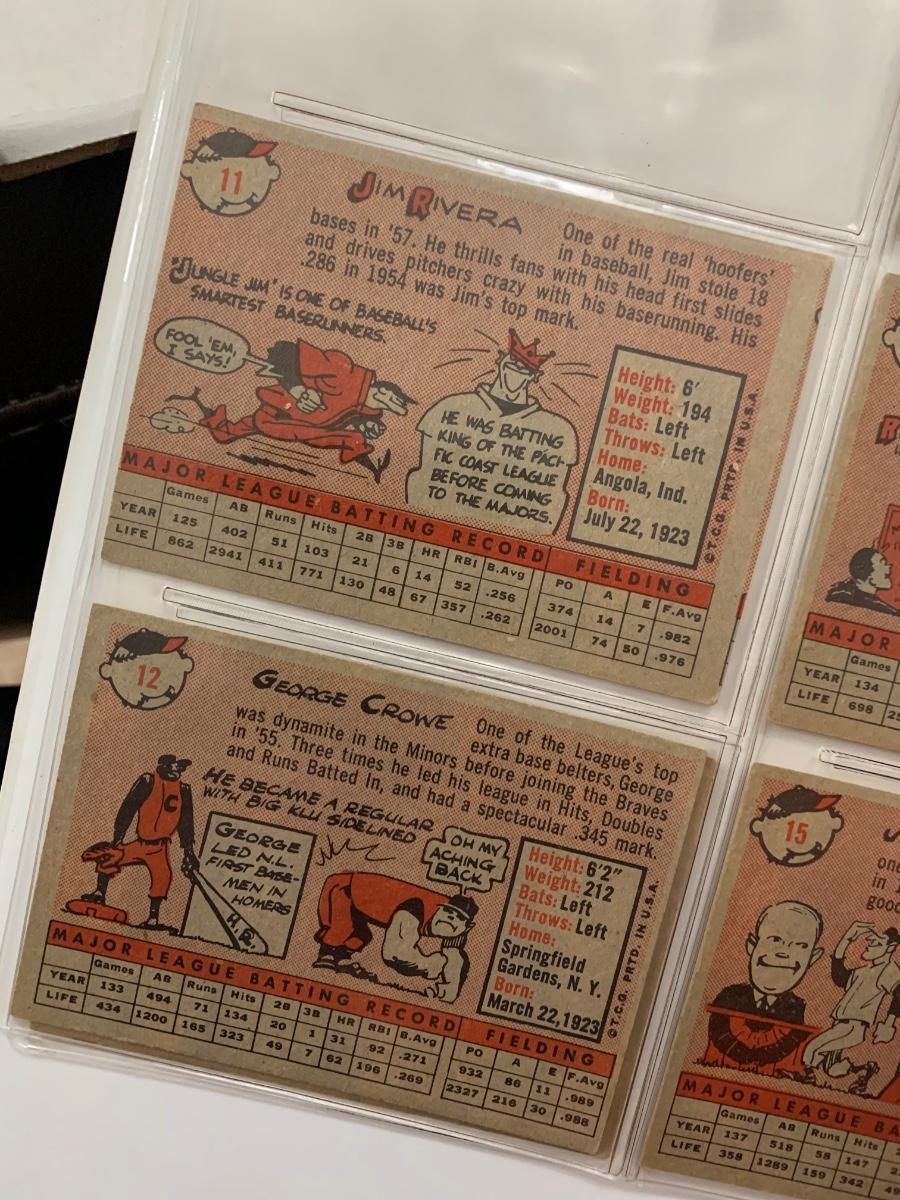 11
JIM RIVERA
One of the real 'hoofers'
in baseball, Jim stole 18
bases in '57. He thrills fans with his head first slides
and drives pitchers crazy with his baserunning. His
.286 in 1954 was Jim's top mark.
"JUNGLE JIM" IS ONE OF BASEBALL'S
SMARTEST BASERUNNERS.
FOOL 'EM,
I SAYS!
HE WAS BATTING
KING OF THE PACI-
FIC COAST LEAGUE
BEFORE COMING
TO THE MAJORS.
Height: 6'
Weight: 194
Bats: Left
Throws: Left
Home:
Angola, Ind.
Born:
July 22, 1923
©T.C.G. PRTD. IN U.S.A.
MAJOR LEAGUE BATTING RECORD FIELDING
Games AB Runs Hits 2B 3B HR RBI B.Avg PO A E F.Avg
YEAR 125 402 51 103 21 6 14 52 .256 374 14 7 .982
LIFE 862 2941 411 771 130 48 67 357 .262 2001 74 50 .976
12
GEORGE CROWE
One of the League's top
extra base belters, George
was dynamite in the Minors before joining the Braves
in '55. Three times he led his league in Hits, Doubles
and Runs Batted In, and had a spectacular .345 mark.
HE BECAME A REGULAR
WITH BIG KLU SIDELINED
C
GEORGE
LED N.L.
FIRST BASE-
MEN IN
HOMERS
H.R.
OH MY
ACHING
BACK
Height: 6'2"
Weight: 212
Bats: Left
Throws: Left
Home:
Springfield
Gardens, N. Y.
Born:
March 22, 1923
©T.C.G. PRTD. IN U.S.A.
MAJOR LEAGUE BATTING RECORD FIELDING
Games AB Runs Hits 2B 3B HR RBI B.Avg PO A E F.Avg
YEAR 133 494 71 134 20 1 31 92 .271 932 86 11 .989
LIFE 434 1200 165 323 49 7 62 196 .269 2327 216 30 .988
R
MAJOR
Games
YEAR 134
LIFE 698
15
J
one
in 1
good
MAJOR LEAGUE BA
Games AB Runs Hits
YEAR 137 518 58 147
LIFE 358 1289 159 342